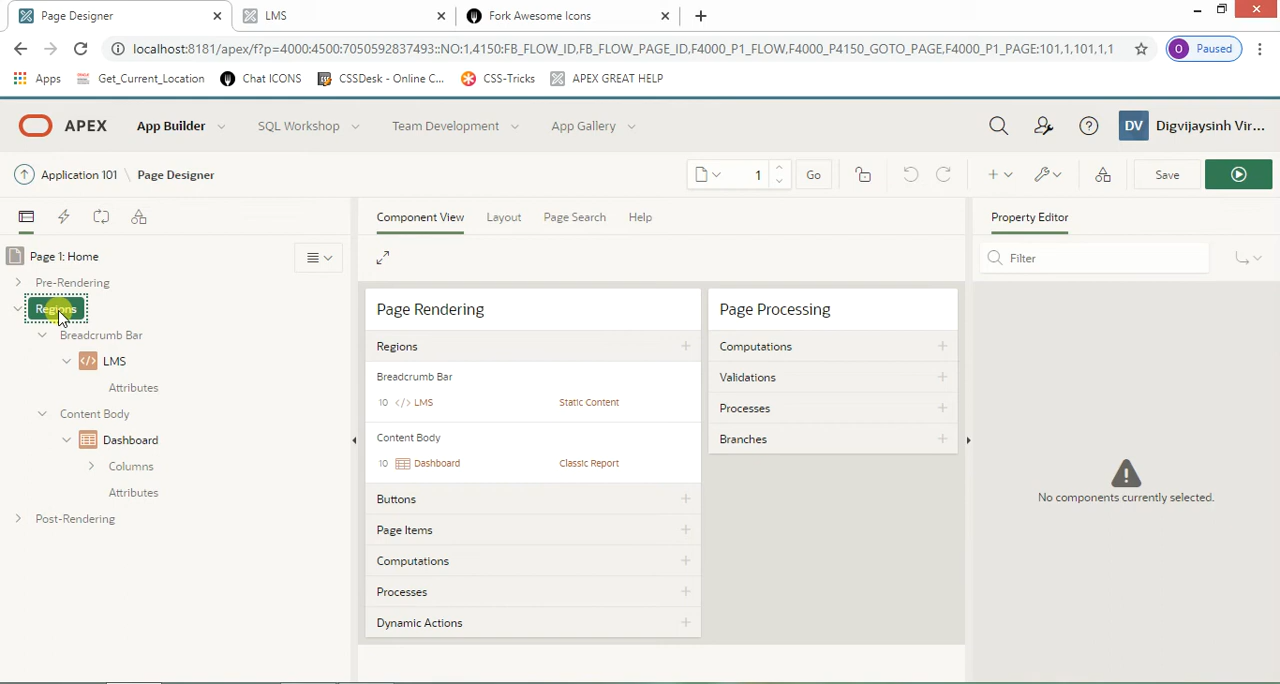 Page Designer
LMS
Fork Awesome Icons
localhost:8181/apex/f?p=4000:4500:7050592837493::NO:1,4150:FB_FLOW_ID,FB_FLOW_PAGE_ID,F4000_P1_FLOW,F4000_P4150_GOTO_PAGE,F4000_P1_PAGE:101,1,101,1,1
O Paused
Apps Get_Current_Location Chat ICONS CSSDesk - Online C... CSS-Tricks APEX GREAT HELP
APEX App Builder SQL Workshop Team Development App Gallery DV Digvijaysinh Vir...
Application 101 \ Page Designer 1 Go Save
Component View Layout Page Search Help Property Editor
Page 1: Home
Filter
Pre-Rendering
Regions
Breadcrumb Bar
LMS
Attributes
Content Body
Dashboard
Columns
Attributes
Post-Rendering
Page Rendering
Regions
Breadcrumb Bar
10 LMS Static Content
Content Body
10 Dashboard Classic Report
Buttons
Page Items
Computations
Processes
Dynamic Actions
Page Processing
Computations
Validations
Processes
Branches
No components currently selected.